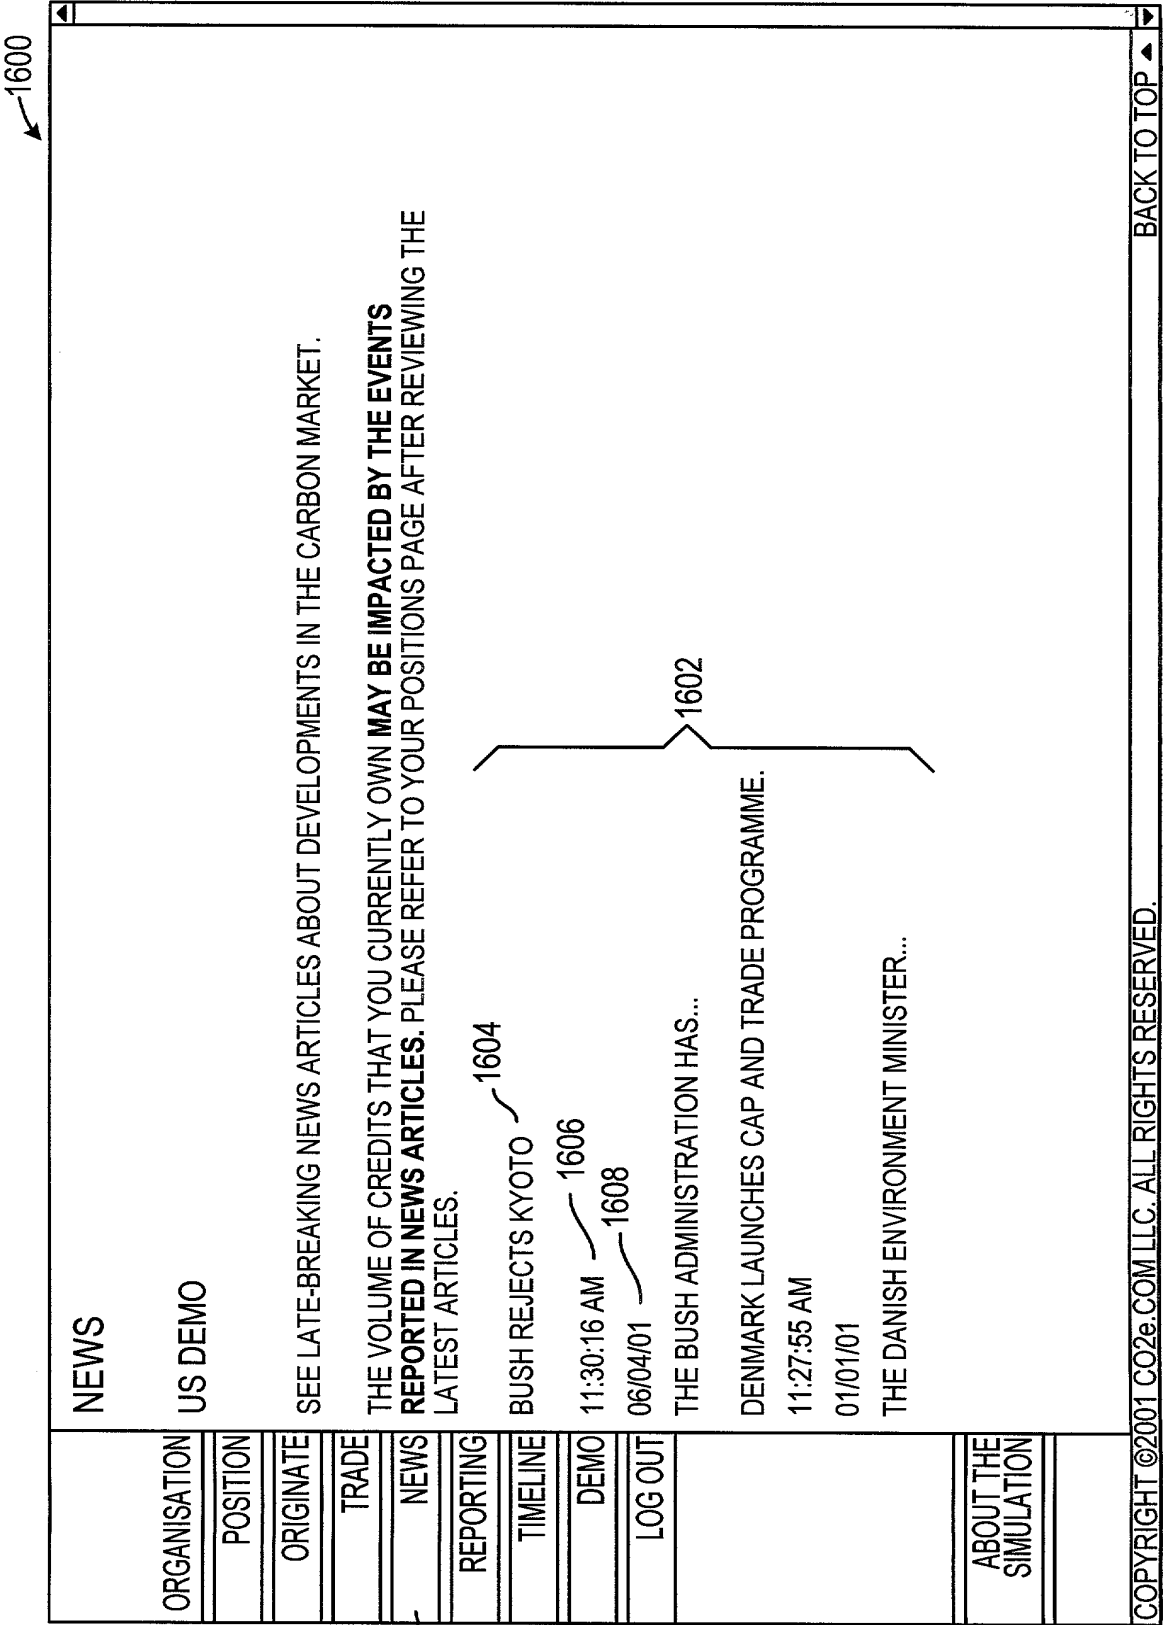 1600
NEWS
US DEMO
SEE LATE-BREAKING NEWS ARTICLES ABOUT DEVELOPMENTS IN THE CARBON MARKET.
THE VOLUME OF CREDITS THAT YOU CURRENTLY OWN MAY BE IMPACTED BY THE EVENTS
REPORTED IN NEWS ARTICLES. PLEASE REFER TO YOUR POSITIONS PAGE AFTER REVIEWING THE
LATEST ARTICLES.
BUSH REJECTS KYOTO 1604
11:30:16 AM 1606
06/04/01 1608
THE BUSH ADMINISTRATION HAS...
1602
DENMARK LAUNCHES CAP AND TRADE PROGRAMME.
11:27:55 AM
01/01/01
THE DANISH ENVIRONMENT MINISTER...
ORGANISATION
POSITION
ORIGINATE
TRADE
NEWS
REPORTING
TIMELINE
DEMO
LOG OUT
ABOUT THE
SIMULATION
COPYRIGHT ©2001 CO2e.COM LLC. ALL RIGHTS RESERVED. BACK TO TOP